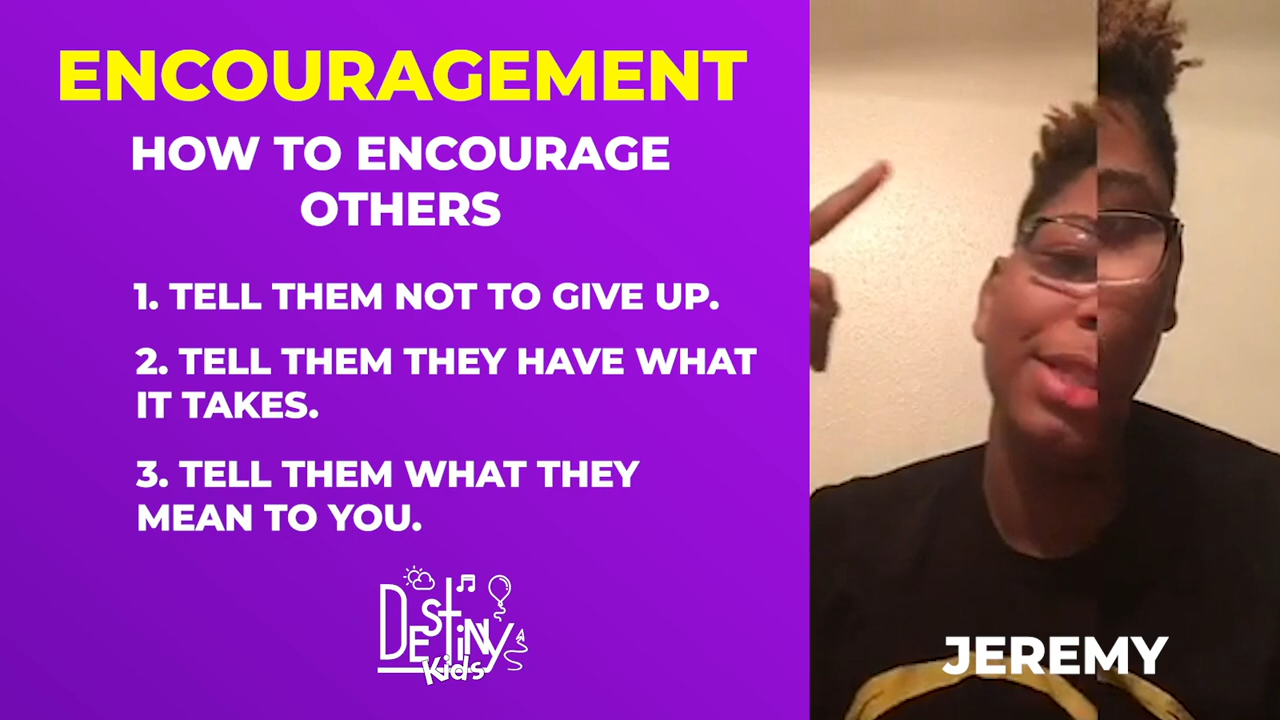 ENCOURAGEMENT
HOW TO ENCOURAGE
OTHERS
1. TELL THEM NOT TO GIVE UP.
2. TELL THEM THEY HAVE WHAT
IT TAKES.
3. TELL THEM WHAT THEY
MEAN TO YOU.
DEStiNy
Kids
JEREMY